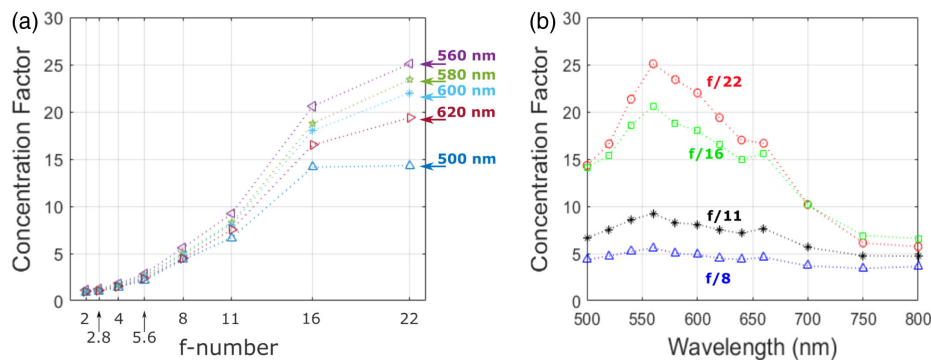 (a)
Concentration Factor
30
25
20
15
10
5
0
2 4 8 11 16 22
2.8 5.6
f-number
560 nm
580 nm
600 nm
620 nm
500 nm
(b)
Concentration Factor
30
25
20
15
10
5
0
500 550 600 650 700 750 800
Wavelength (nm)
f/22
f/16
f/11
f/8